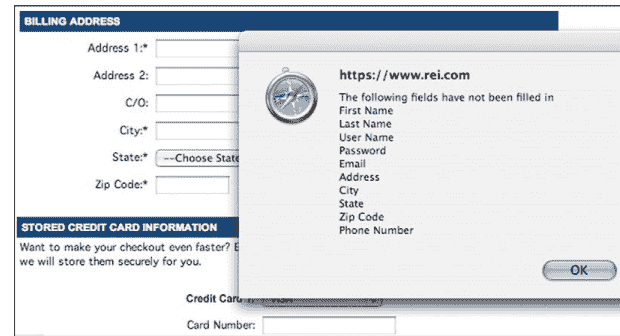 BILLING ADDRESS
Address 1:*
Address 2:
C/O:
City:*
State:* --Choose State
Zip Code:*
https://www.rei.com
The following fields have not been filled in
First Name
Last Name
User Name
Password
Email
Address
City
State
Zip Code
Phone Number
OK
STORED CREDIT CARD INFORMATION
Want to make your checkout even faster? E
we will store them securely for you.
Credit Card
Card Number: